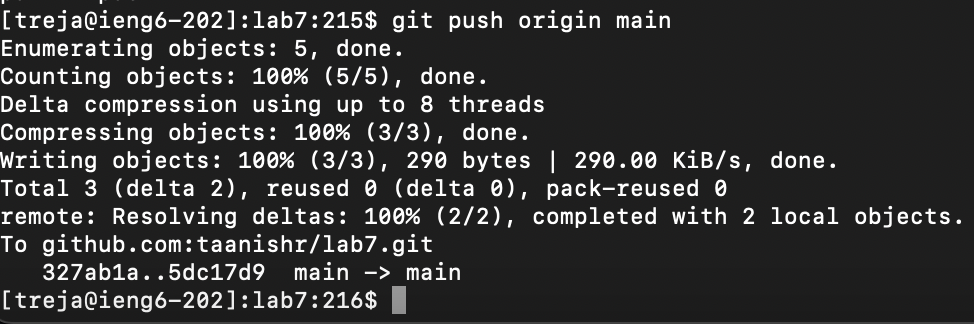 [treja@ieng6-202]:lab7:215$ git push origin main
Enumerating objects: 5, done.
Counting objects: 100% (5/5), done.
Delta compression using up to 8 threads
Compressing objects: 100% (3/3), done.
Writing objects: 100% (3/3), 290 bytes | 290.00 KiB/s, done.
Total 3 (delta 2), reused 0 (delta 0), pack-reused 0
remote: Resolving deltas: 100% (2/2), completed with 2 local objects.
To github.com:taanishr/lab7.git
   327ab1a..5dc17d9  main -> main
[treja@ieng6-202]:lab7:216$